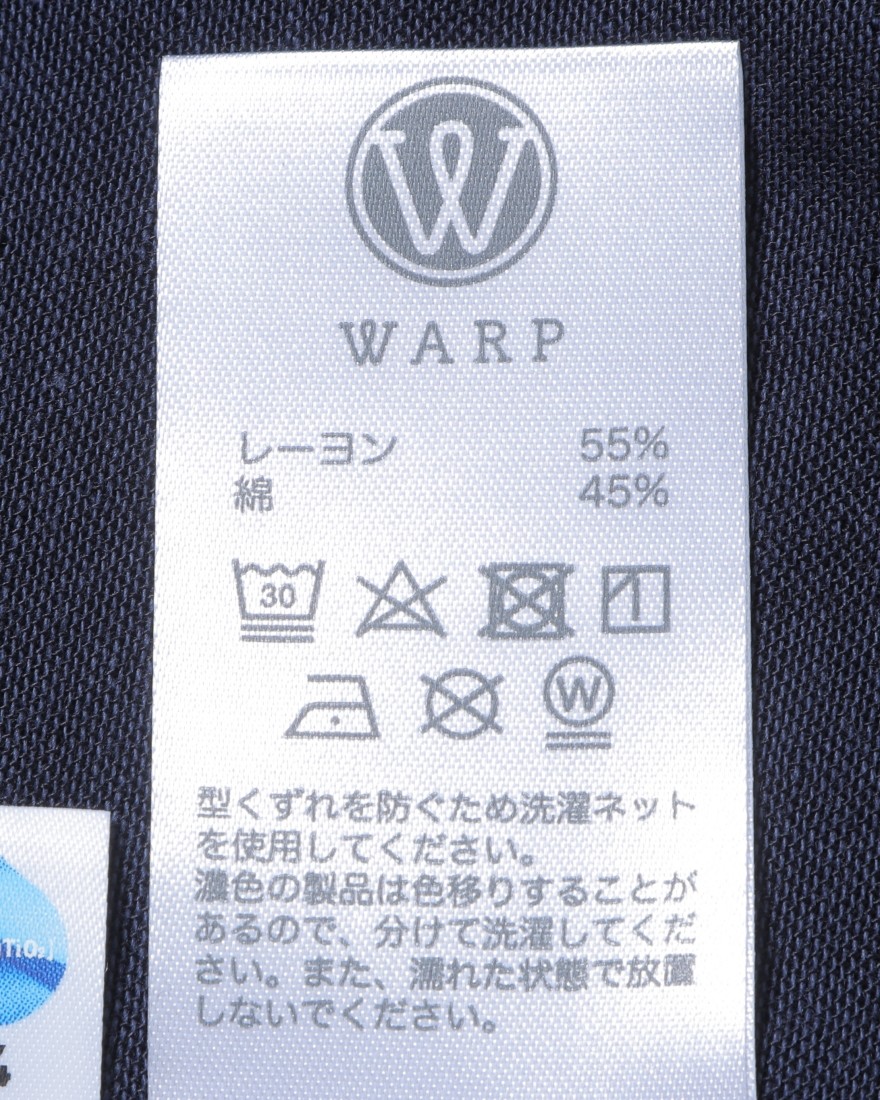 W
WARP
レーヨン 55%
綿 45%
30
W
型くずれを防ぐため洗濯ネット
を使用してください。
濃色の製品は色移りすることが
あるので、分けて洗濯してくだ
さい。また、濡れた状態で放置
しないでください。
4